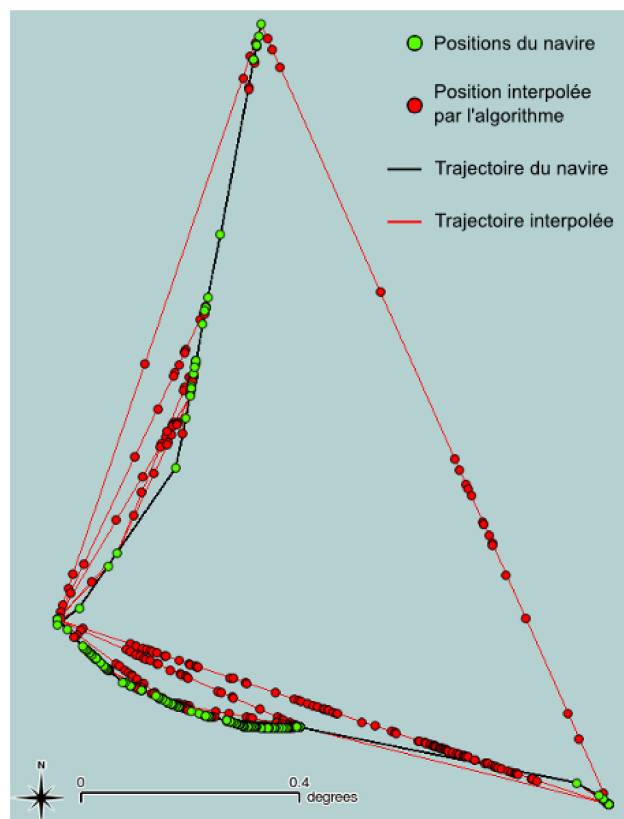 Positions du navire
Position interpolée
par l'algorithme
Trajectoire du navire
Trajectoire interpolée
N
0
0.4
degrees